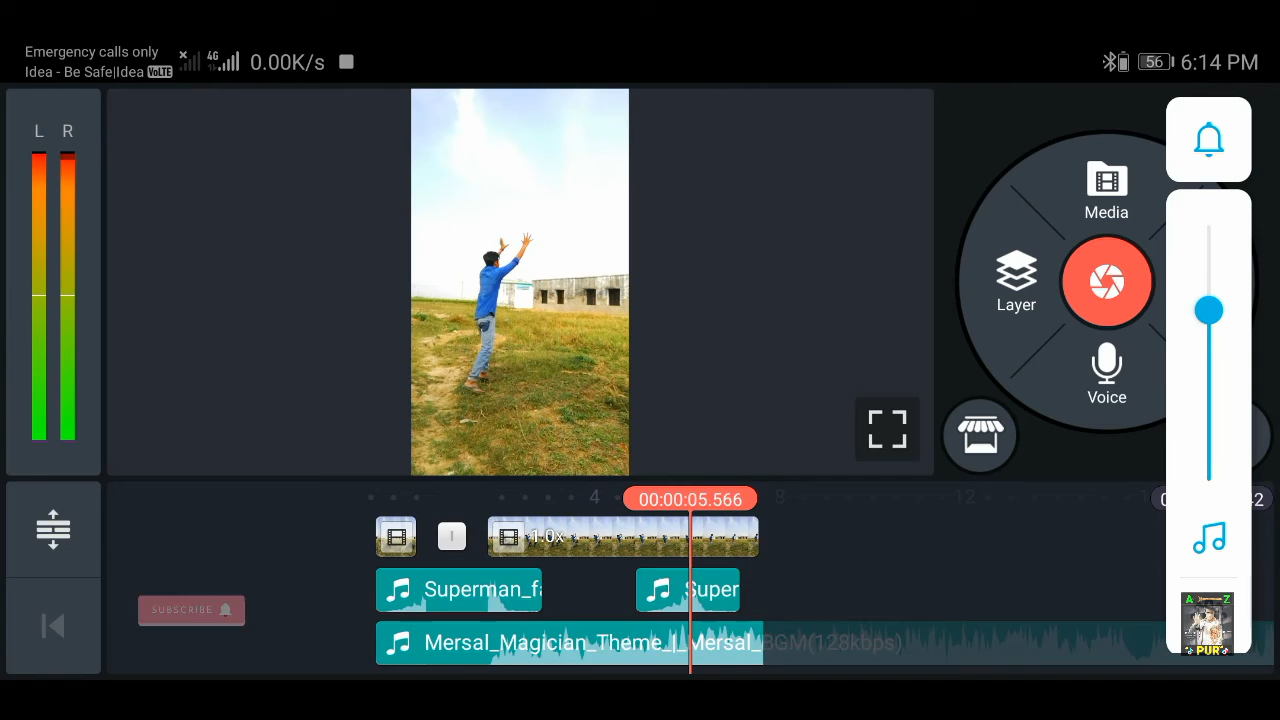 Emergency calls only
Idea - Be Safe|Idea VoLTE
4G
0.00K/s
56
6:14 PM
L R
Media
Layer
Voice
4
00:00:05.566
8
12
42
1.0x
Superman_fa
Super
SUBSCRIBE
Mersal_Magician_Theme_|_Mersal_BGM(128kbps)
A Z
PUR